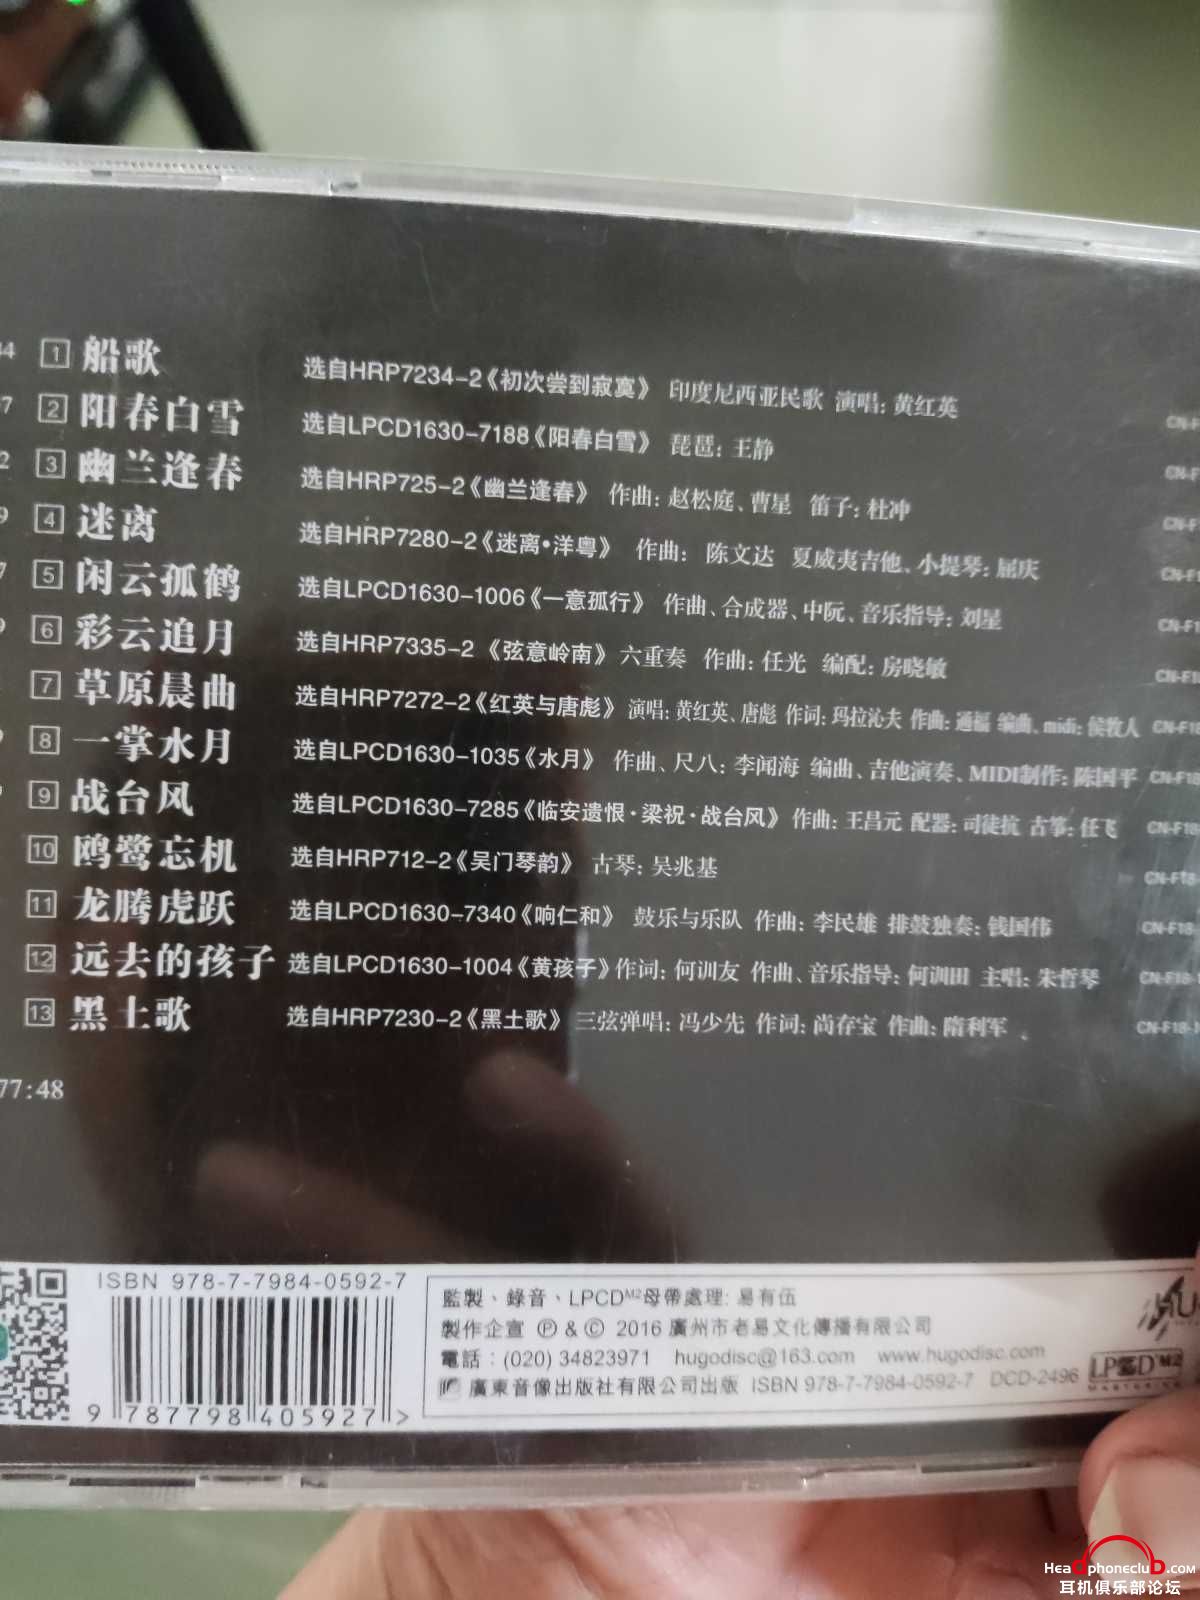 1 船歌 选自HRP7234-2《初次尝到寂寞》 印度尼西亚民歌 演唱: 黄红英
2 阳春白雪 选自LPCD1630-7188《阳春白雪》 琵琶: 王静
3 幽兰逢春 选自HRP725-2《幽兰逢春》 作曲: 赵松庭、曹星 笛子: 杜冲
4 迷离 选自HRP7280-2《迷离·洋粤》 作曲: 陈文达 夏威夷吉他、小提琴: 屈庆
5 闲云孤鹤 选自LPCD1630-1006《一意孤行》 作曲、合成器、中阮、音乐指导: 刘星
6 彩云追月 选自HRP7335-2《弦意岭南》 六重奏 作曲: 任光 编配: 房晓敏
7 草原晨曲 选自HRP7272-2《红英与唐彪》 演唱: 黄红英、唐彪 作词: 玛拉沁夫 作曲: 通福 编曲、midi: 侯牧人
8 一掌水月 选自LPCD1630-1035《水月》 作曲、尺八: 李闻海 编曲、吉他演奏、MIDI制作: 陈国平
9 战台风 选自LPCD1630-7285《临安遗恨·梁祝·战台风》 作曲: 王昌元 配器: 司徒抗 古筝: 任飞
10 鸥鹭忘机 选自HRP712-2《吴门琴韵》 古琴: 吴兆基
11 龙腾虎跃 选自LPCD1630-7340《响仁和》 鼓乐与乐队 作曲: 李民雄 排鼓独奏: 钱国伟
12 远去的孩子 选自LPCD1630-1004《黄孩子》 作词: 何训友 作曲、音乐指导: 何训田 主唱: 朱哲琴
13 黑土歌 选自HRP7230-2《黑土歌》 三弦弹唱: 冯少先 作词: 尚存宝 作曲: 隋利军
77:48
ISBN 978-7-7984-0592-7
9 787798 405927 >
監製、錄音、LPCDM2母帶處理: 易有伍
製作企宣 Ⓟ & © 2016 廣州市老易文化傳播有限公司
電話: (020) 34823971 hugodisc@163.com www.hugodisc.com
廣東音像出版社有限公司出版 ISBN 978-7-7984-0592-7 DCD-2496
Headphoneclub.com
耳机俱乐部论坛